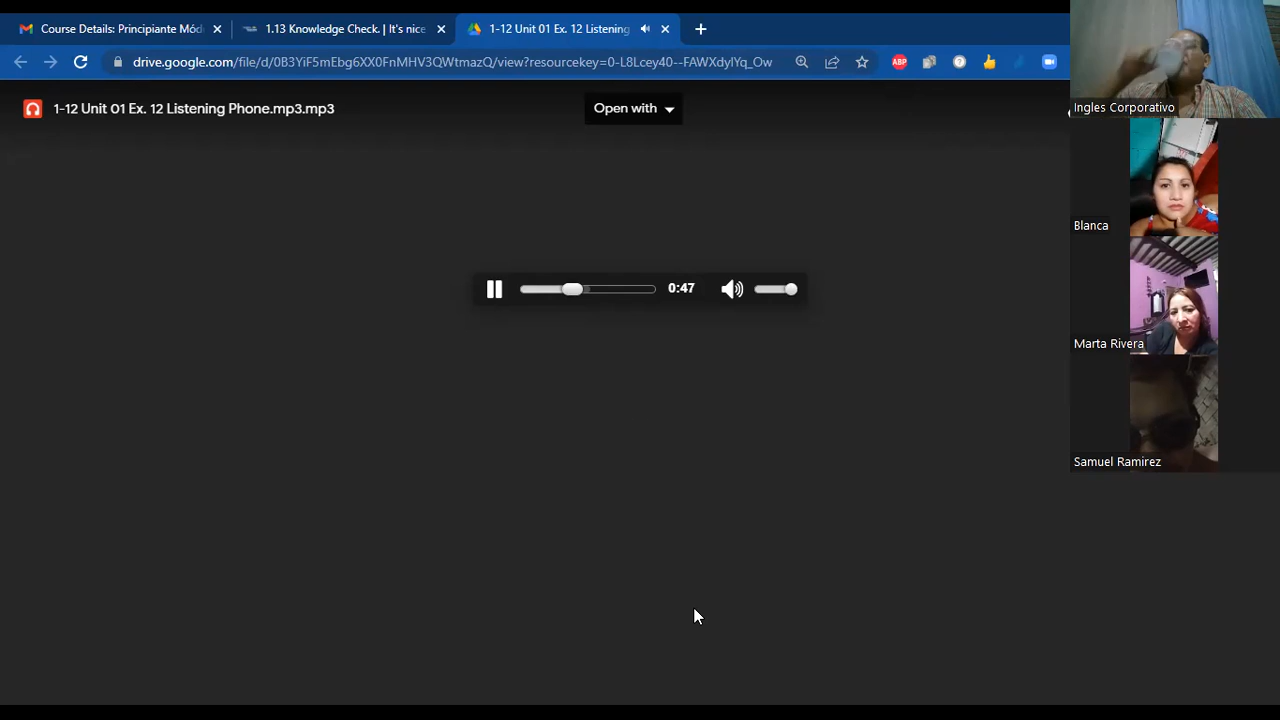 Course Details: Principiante Mód
1.13 Knowledge Check. | It's nice
1-12 Unit 01 Ex. 12 Listening
drive.google.com/file/d/0B3YiF5mEbg6XX0FnMHV3QWtmazQ/view?resourcekey=0-L8Lcey40--FAWXdylYq_Ow
ABP
1-12 Unit 01 Ex. 12 Listening Phone.mp3.mp3
Open with
0:47
Ingles Corporativo
Blanca
Marta Rivera
Samuel Ramirez